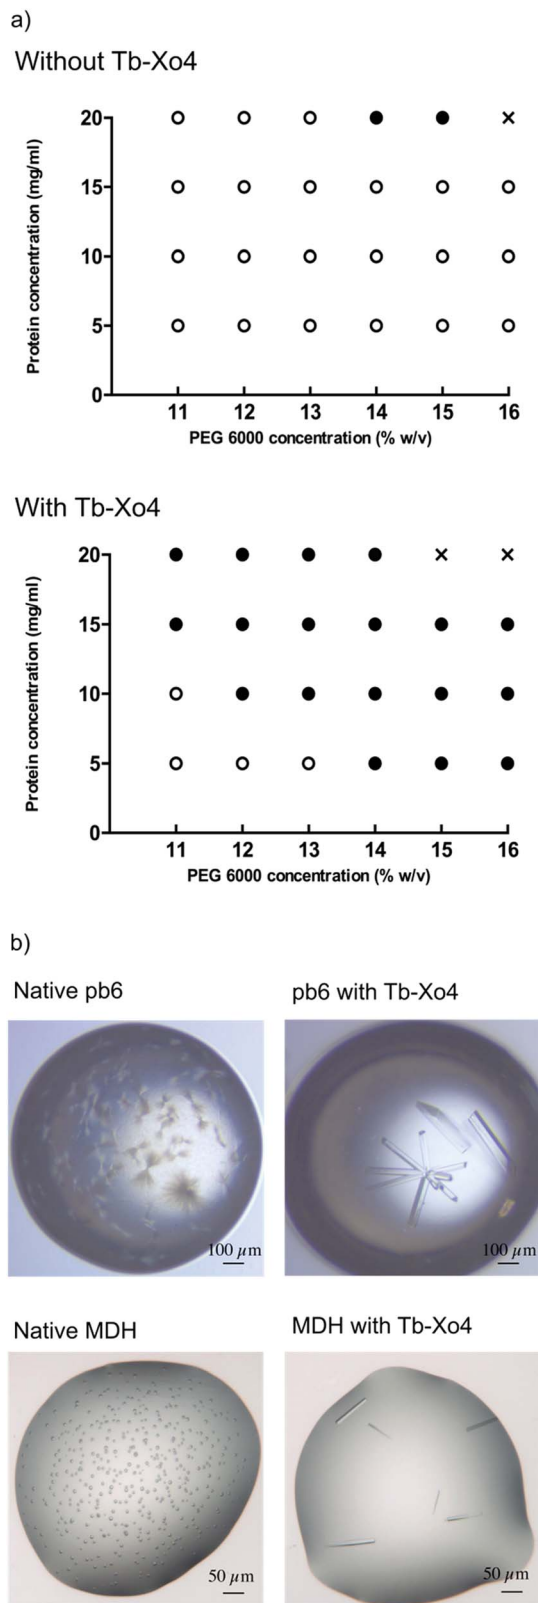 a)
Without Tb-Xo4
Protein concentration (mg/ml)
20
15
10
5
0
11 12 13 14 15 16
PEG 6000 concentration (% w/v)
With Tb-Xo4
Protein concentration (mg/ml)
20
15
10
5
0
11 12 13 14 15 16
PEG 6000 concentration (% w/v)
b)
Native pb6 pb6 with Tb-Xo4
100 µm 100 µm
Native MDH MDH with Tb-Xo4
50 µm 50 µm